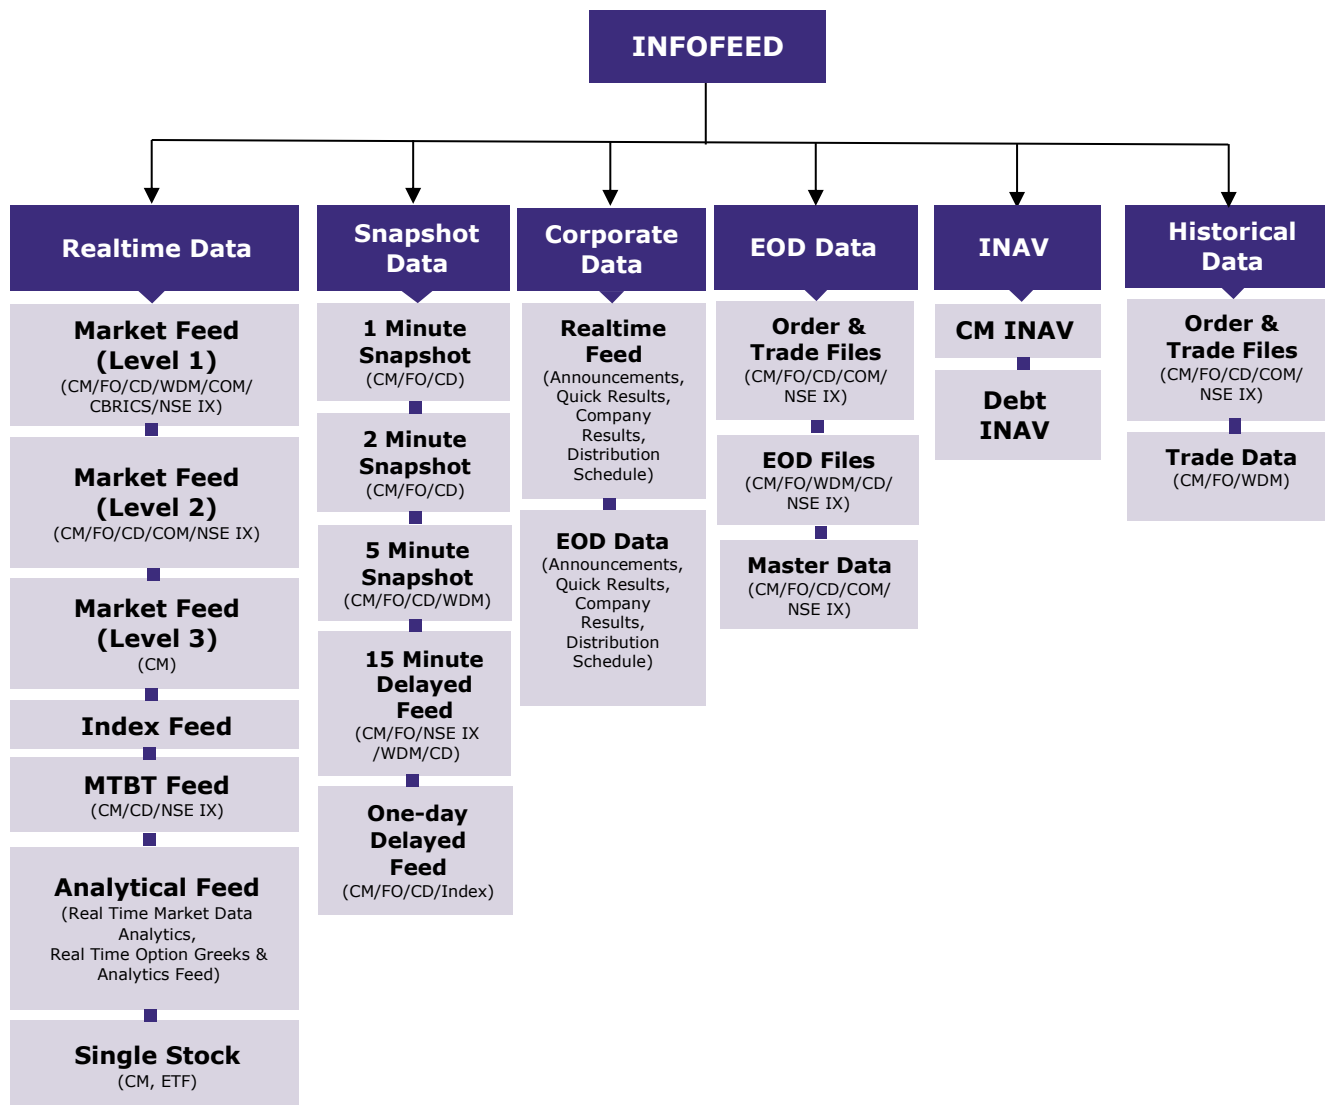 INFOFEED
Realtime Data
Market Feed
(Level 1)
(CM/FO/CD/WDM/COM/
CBRICS/NSE IX)
Market Feed
(Level 2)
(CM/FO/CD/COM/NSE IX)
Market Feed
(Level 3)
(CM)
Index Feed
MTBT Feed
(CM/CD/NSE IX)
Analytical Feed
(Real Time Market Data
Analytics,
Real Time Option Greeks &
Analytics Feed)
Single Stock
(CM, ETF)
Snapshot
Data
1 Minute
Snapshot
(CM/FO/CD)
2 Minute
Snapshot
(CM/FO/CD)
5 Minute
Snapshot
(CM/FO/CD/WDM)
15 Minute
Delayed
Feed
(CM/FO/NSE IX
/WDM/CD)
One-day
Delayed
Feed
(CM/FO/CD/Index)
Corporate
Data
Realtime
Feed
(Announcements,
Quick Results,
Company
Results,
Distribution
Schedule)
EOD Data
(Announcements,
Quick Results,
Company
Results,
Distribution
Schedule)
EOD Data
Order &
Trade Files
(CM/FO/CD/COM/
NSE IX)
EOD Files
(CM/FO/WDM/CD/
NSE IX)
Master Data
(CM/FO/CD/COM/
NSE IX)
INAV
CM INAV
Debt
INAV
Historical
Data
Order &
Trade Files
(CM/FO/CD/COM/
NSE IX)
Trade Data
(CM/FO/WDM)